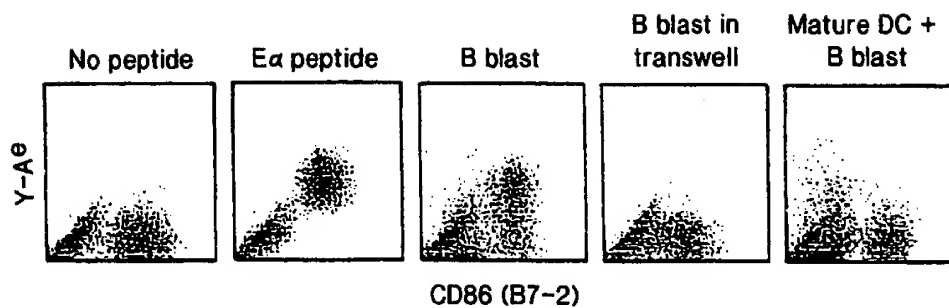 No peptide
Eα peptide
B blast
B blast in
transwell
Mature DC +
B blast
Y-Ae
CD86 (B7-2)